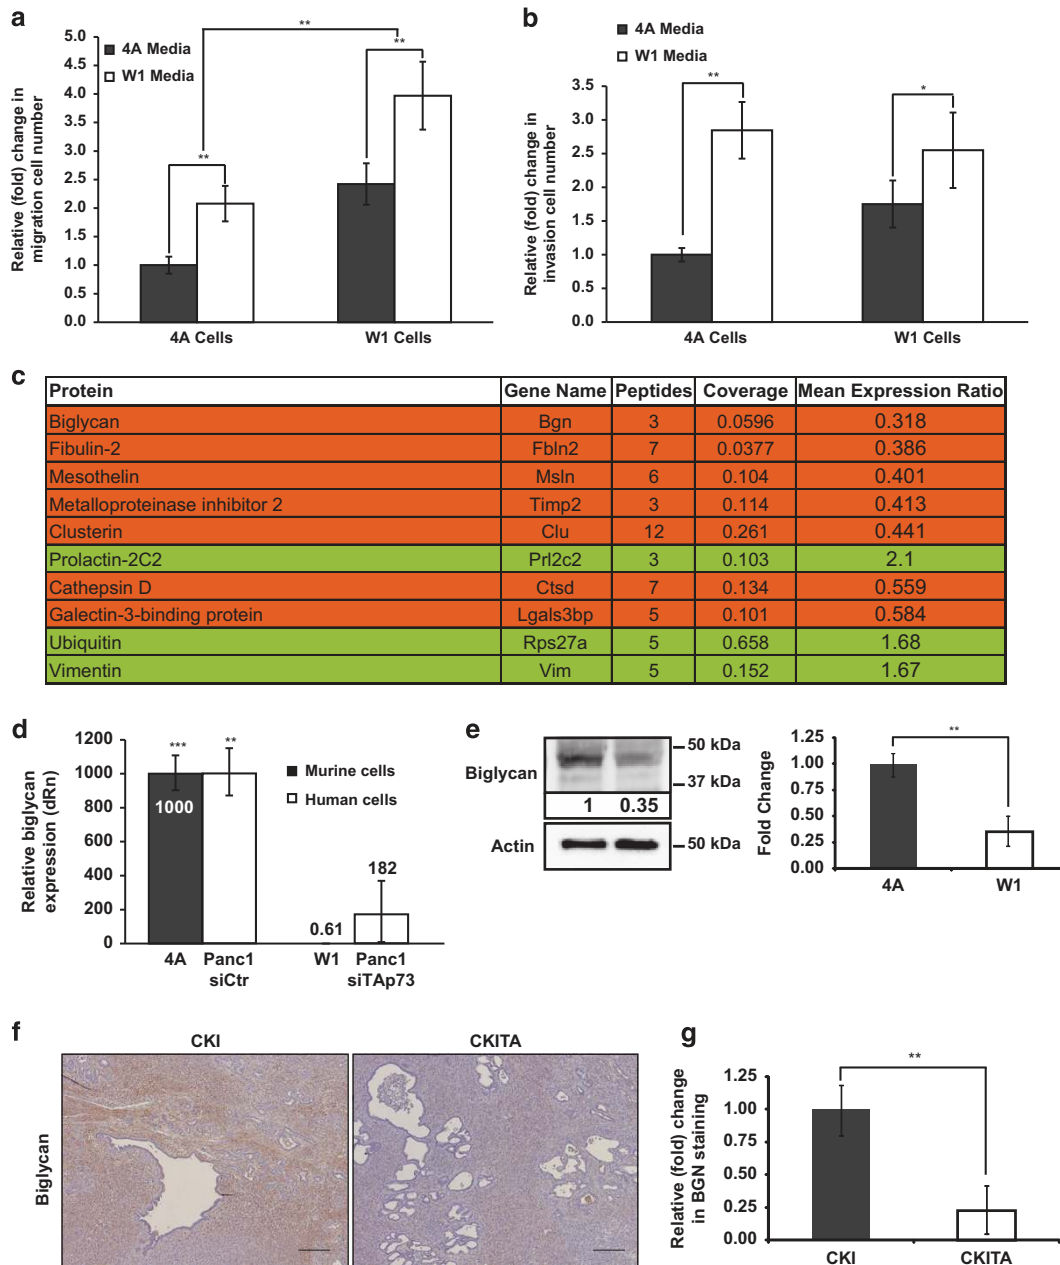 a
Relative (fold) change in
migration cell number
5.0
4.5
4.0
3.5
3.0
2.5
2.0
1.5
1.0
0.5
0.0
4A Media
W1 Media
**
**
**
4A Cells
W1 Cells
b
Relative (fold) change in
invasion cell number
4A Media
W1 Media
3.5
3.0
2.5
2.0
1.5
1.0
0.5
0.0
**
*
4A Cells
W1 Cells
c
Protein Gene Name Peptides Coverage Mean Expression Ratio
Biglycan Bgn 3 0.0596 0.318
Fibulin-2 Fbln2 7 0.0377 0.386
Mesothelin Msln 6 0.104 0.401
Metalloproteinase inhibitor 2 Timp2 3 0.114 0.413
Clusterin Clu 12 0.261 0.441
Prolactin-2C2 Prl2c2 3 0.103 2.1
Cathepsin D Ctsd 7 0.134 0.559
Galectin-3-binding protein Lgals3bp 5 0.101 0.584
Ubiquitin Rps27a 5 0.658 1.68
Vimentin Vim 5 0.152 1.67
d
Relative biglycan
expression (dRn)
1200
1000
800
600
400
200
0
*** **
1000
Murine cells
Human cells
0.61
182
4A Panc1 W1 Panc1
siCtr siTAp73
e
Biglycan
50 kDa
37 kDa
1 0.35
Actin
50 kDa
Fold Change
1.25
1.00
0.75
0.50
0.25
0.00
**
4A
W1
f
CKI
CKITA
Biglycan
g
Relative (fold) change
in BGN staining
1.25
1.00
0.75
0.50
0.25
0.00
**
CKI
CKITA